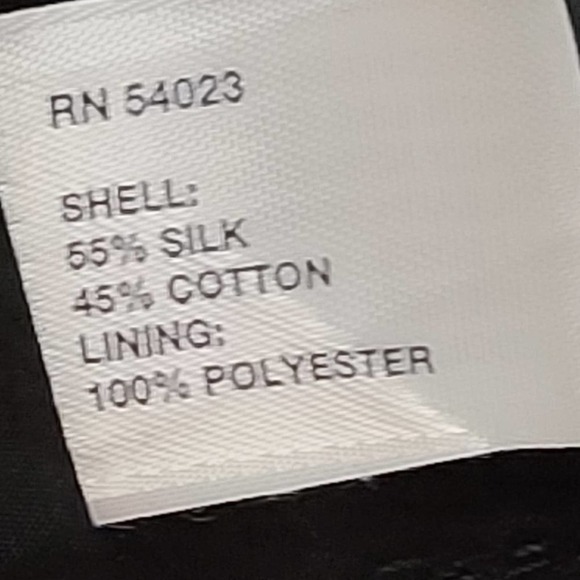 RN 54023
SHELL:
55% SILK
45% COTTON
LINING:
100% POLYESTER